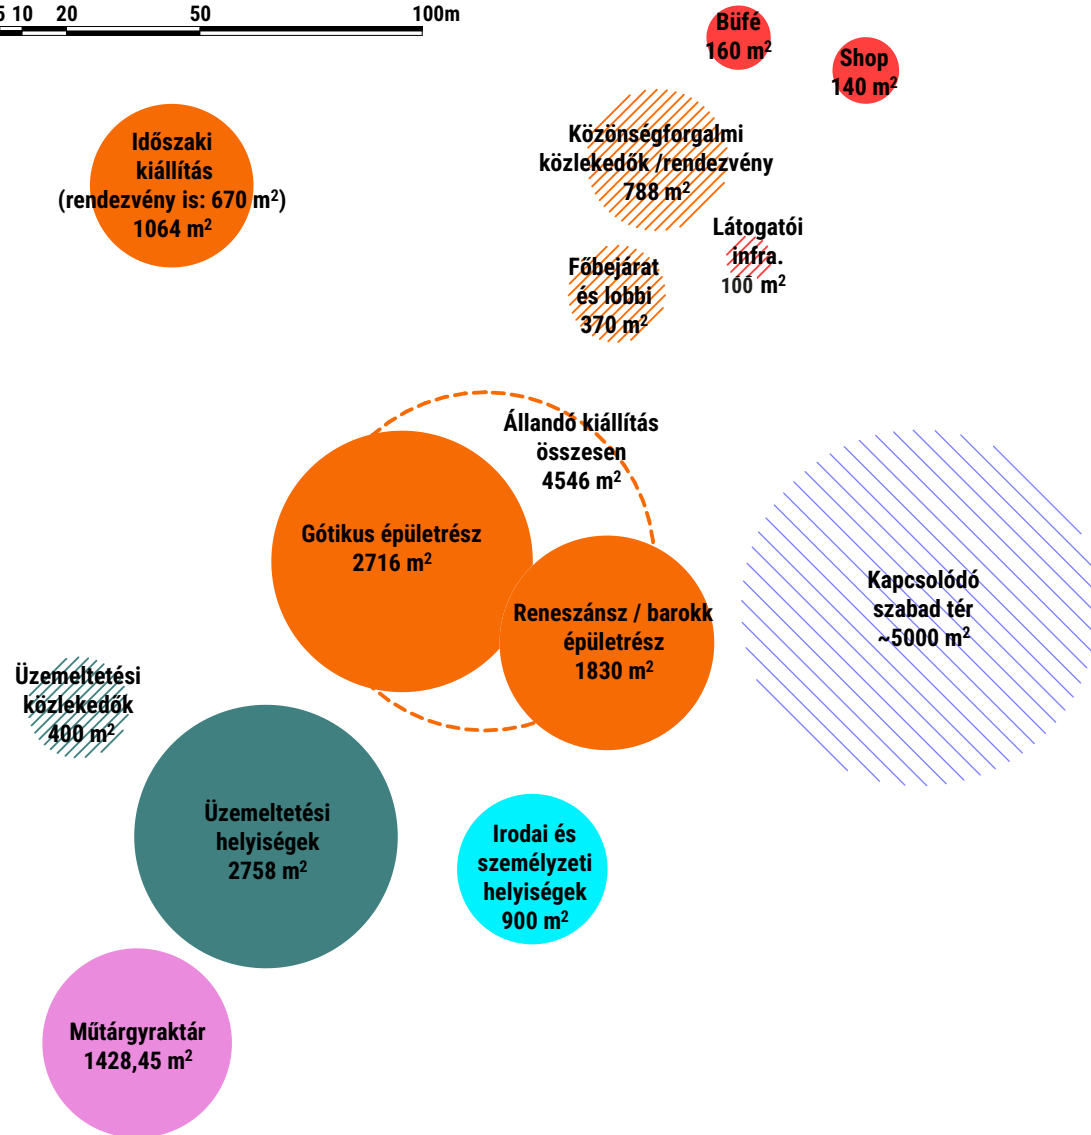 5 10 20 50 100m
Büfé
160 m²
Shop
140 m²
Időszaki
kiállítás
(rendezvény is: 670 m²)
1064 m²
Közönségforgalmi
közlekedők /rendezvény
788 m²
Látogatói
infra.
100 m²
Főbejárat
és lobbi
370 m²
Állandó kiállítás
összesen
4546 m²
Gótikus épületrész
2716 m²
Reneszánsz / barokk
épületrész
1830 m²
Kapcsolódó
szabad tér
~5000 m²
Üzemeltetési
közlekedők
400 m²
Üzemeltetési
helyiségek
2758 m²
Irodai és
személyzeti
helyiségek
900 m²
Műtárgyraktár
1428,45 m²